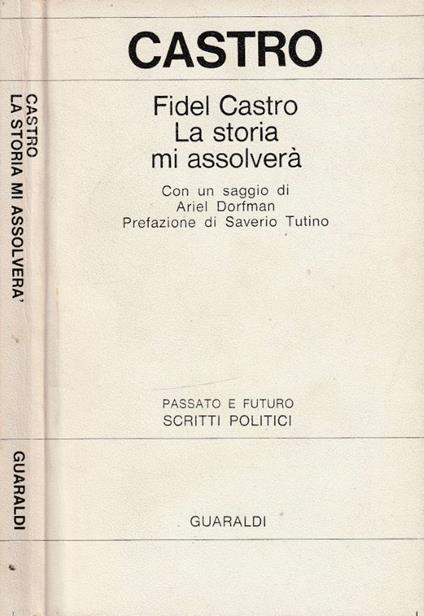 CASTRO
Fidel Castro
La storia
mi assolverà
Con un saggio di
Ariel Dorfman
Prefazione di Saverio Tutino
PASSATO E FUTURO
SCRITTI POLITICI
GUARALDI
CASTRO
LA STORIA MI ASSOLVERA'
GUARALDI